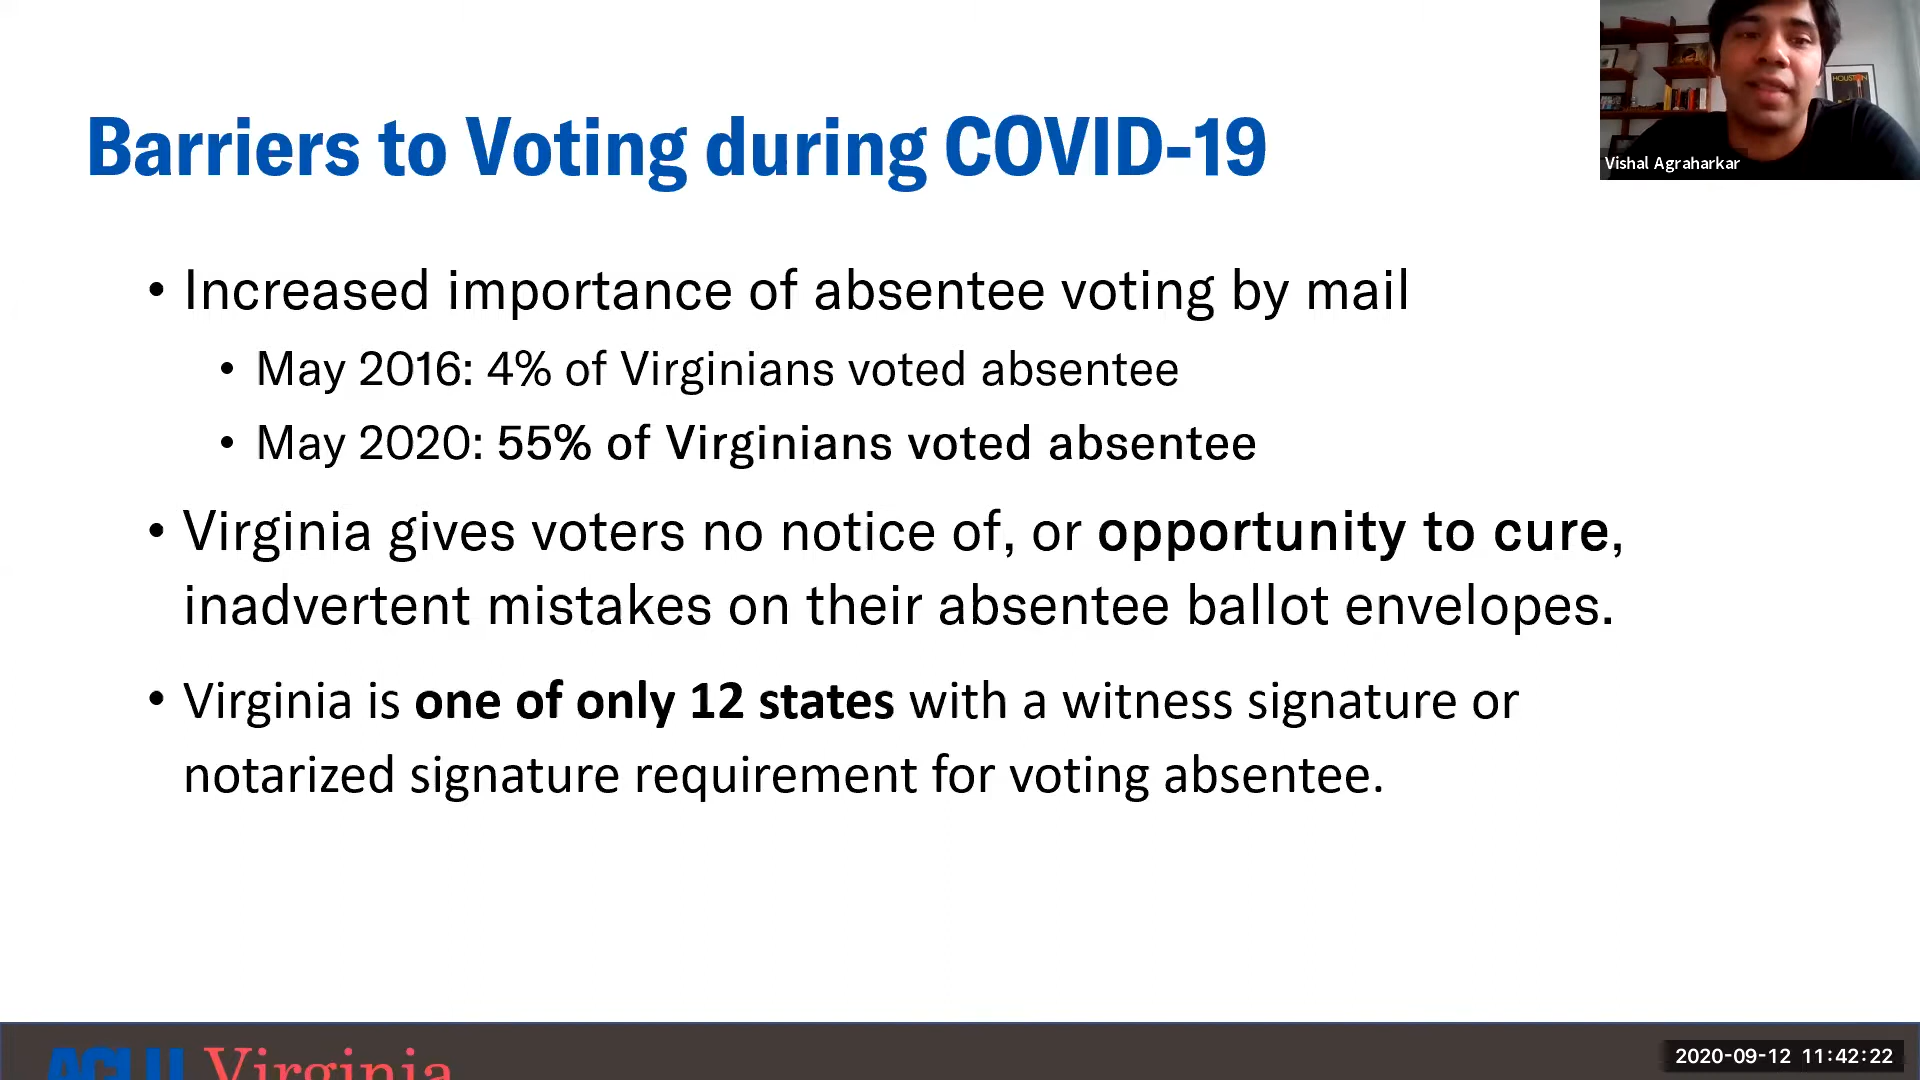 Barriers to Voting during COVID-19
HOUSTON
Vishal Agraharkar
• Increased importance of absentee voting by mail
• May 2016: 4% of Virginians voted absentee
• May 2020: 55% of Virginians voted absentee
• Virginia gives voters no notice of, or opportunity to cure,
inadvertent mistakes on their absentee ballot envelopes.
• Virginia is one of only 12 states with a witness signature or
notarized signature requirement for voting absentee.
ACLU Virginia
2020-09-12 11:42:22